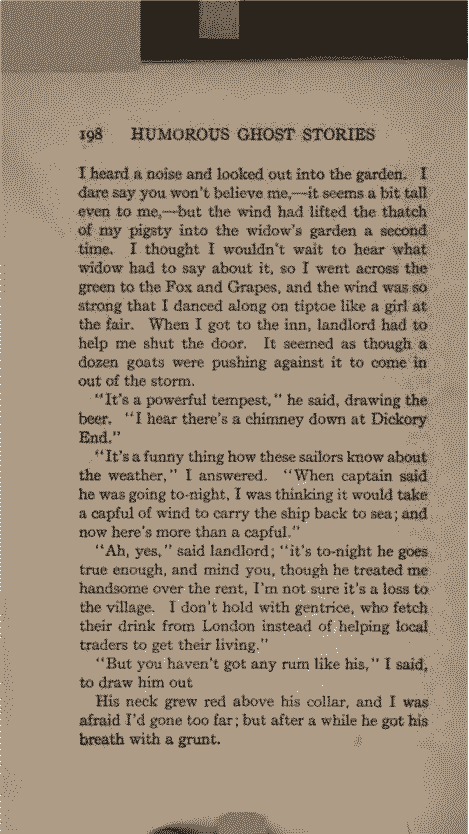 198 HUMOROUS GHOST STORIES
I heard a noise and looked out into the garden. I
dare say you won't believe me,—it seems a bit tall
even to me,—but the wind had lifted the thatch
of my pigsty into the widow's garden a second
time. I thought I wouldn't wait to hear what
widow had to say about it, so I went across the
green to the Fox and Grapes, and the wind was so
strong that I danced along on tiptoe like a girl at
the fair. When I got to the inn, landlord had to
help me shut the door. It seemed as though a
dozen goats were pushing against it to come in
out of the storm.
"It's a powerful tempest," he said, drawing the
beer. "I hear there's a chimney down at Dickory
End."
"It's a funny thing how these sailors know about
the weather," I answered. "When captain said
he was going to-night, I was thinking it would take
a capful of wind to carry the ship back to sea; and
now here's more than a capful."
"Ah, yes," said landlord; "it's to-night he goes
true enough, and mind you, though he treated me
handsome over the rent, I'm not sure it's a loss to
the village. I don't hold with gentrice, who fetch
their drink from London instead of helping local
traders to get their living."
"But you haven't got any rum like his," I said,
to draw him out
His neck grew red above his collar, and I was
afraid I'd gone too far; but after a while he got his
breath with a grunt.